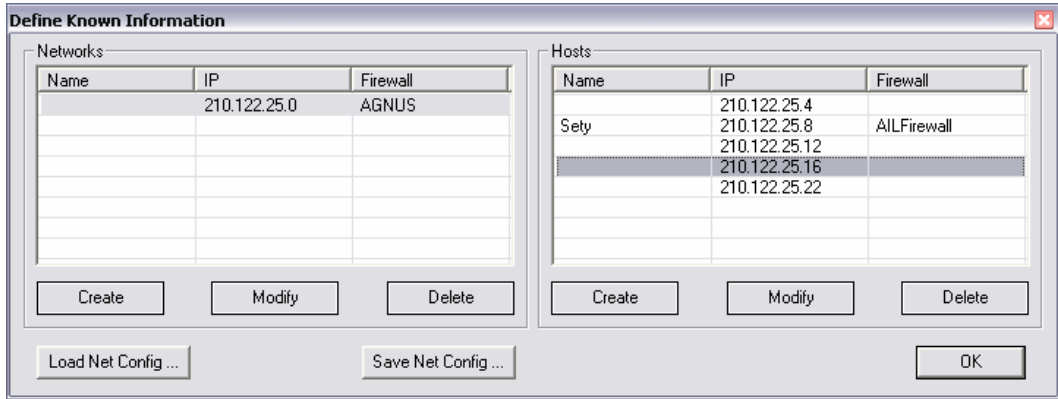 Define Known Information
Networks
Name IP Firewall
210.122.25.0 AGNUS
Create Modify Delete
Hosts
Name IP Firewall
210.122.25.4
Sety 210.122.25.8 AILFirewall
210.122.25.12
210.122.25.16
210.122.25.22
Create Modify Delete
Load Net Config ... Save Net Config ... OK